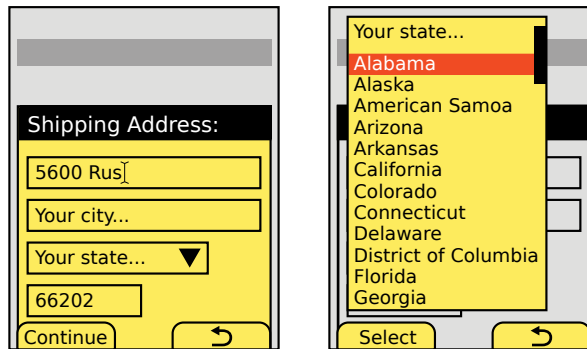 Shipping Address:
5600 Rus
Your city...
Your state...
66202
Continue
Your state...
Alabama
Alaska
American Samoa
Arizona
Arkansas
California
Colorado
Connecticut
Delaware
District of Columbia
Florida
Georgia
Select